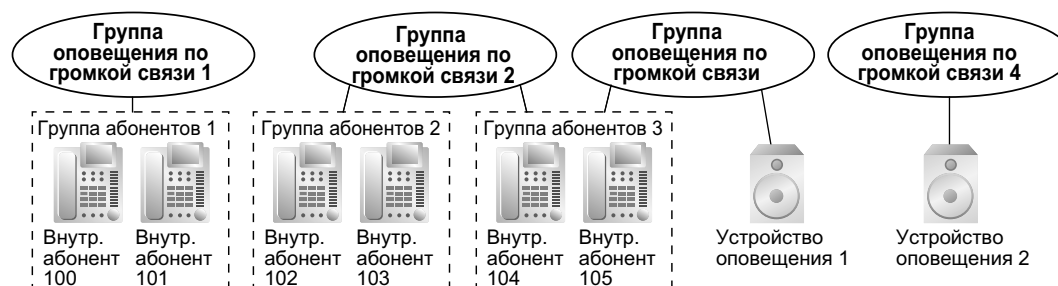 Группа
оповещения по
громкой связи 1
Группа
оповещения по
громкой связи 2
Группа
оповещения по
громкой связи
Группа
оповещения по
громкой связи 4
Группа абонентов 1
Группа абонентов 2
Группа абонентов 3
Внутр.
абонент
100
Внутр.
абонент
101
Внутр.
абонент
102
Внутр.
абонент
103
Внутр.
абонент
104
Внутр.
абонент
105
Устройство
оповещения 1
Устройство
оповещения 2